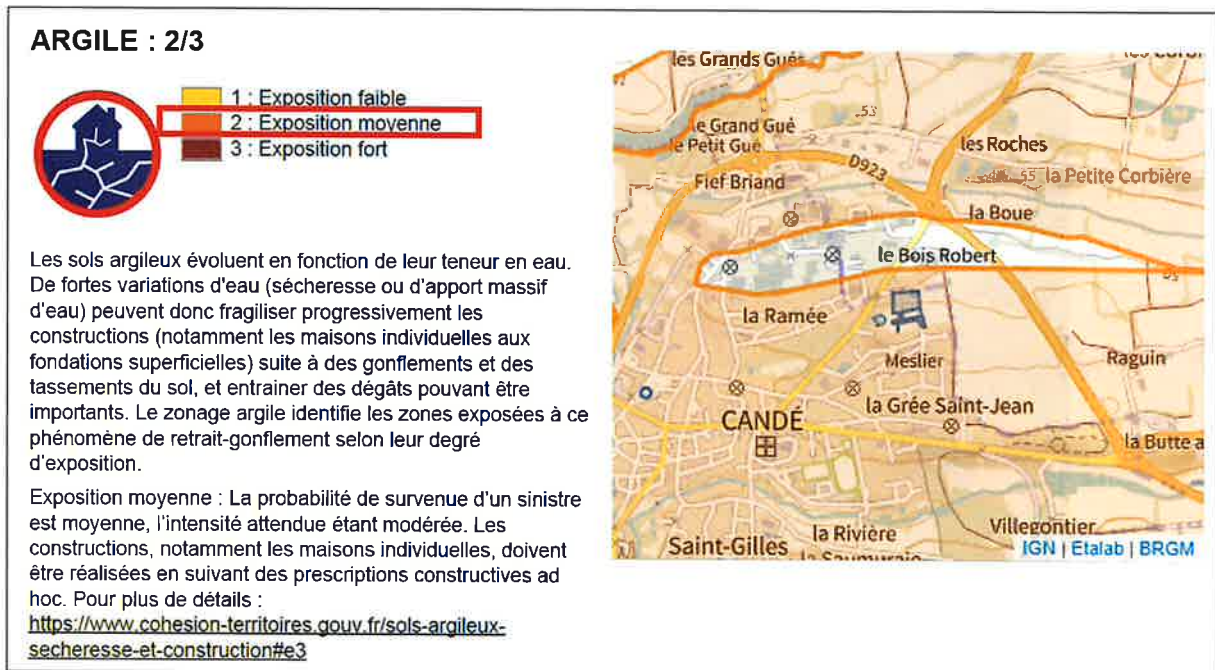 ARGILE : 2/3
1 : Exposition faible
2 : Exposition moyenne
3 : Exposition fort
Les sols argileux évoluent en fonction de leur teneur en eau.
De fortes variations d'eau (sécheresse ou d'apport massif
d'eau) peuvent donc fragiliser progressivement les
constructions (notamment les maisons individuelles aux
fondations superficielles) suite à des gonflements et des
tassements du sol, et entrainer des dégâts pouvant être
importants. Le zonage argile identifie les zones exposées à ce
phénomène de retrait-gonflement selon leur degré
d'exposition.
Exposition moyenne : La probabilité de survenue d'un sinistre
est moyenne, l'intensité attendue étant modérée. Les
constructions, notamment les maisons individuelles, doivent
être réalisées en suivant des prescriptions constructives ad
hoc. Pour plus de détails :
https://www.cohesion-territoires.gouv.fr/sols-argileux-
secheresse-et-construction#e3
les Grands Gués
53
le Grand Gué
le Petit Gué
D923
les Roches
55 la Petite Corbière
Fief Briand
la Boue
le Bois Robert
la Ramée
Meslier
Raguin
la Grée Saint-Jean
CANDÉ
la Butte a
la Rivière
Villegontier
Saint-Gilles
la Saumuraie
IGN | Etalab | BRGM